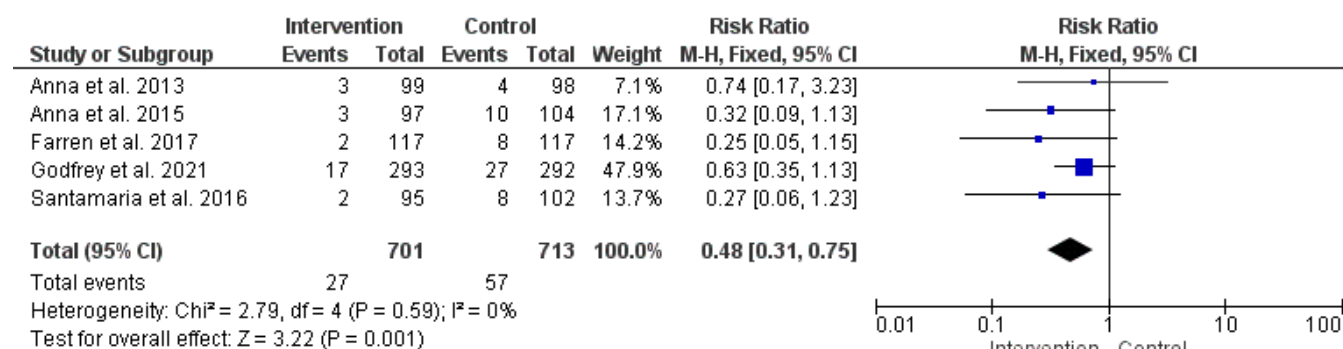 Intervention Control Risk Ratio Risk Ratio
Study or Subgroup Events Total Events Total Weight M-H, Fixed, 95% CI M-H, Fixed, 95% CI
Anna et al. 2013 3 99 4 98 7.1% 0.74 [0.17, 3.23]
Anna et al. 2015 3 97 10 104 17.1% 0.32 [0.09, 1.13]
Farren et al. 2017 2 117 8 117 14.2% 0.25 [0.05, 1.15]
Godfrey et al. 2021 17 293 27 292 47.9% 0.63 [0.35, 1.13]
Santamaria et al. 2016 2 95 8 102 13.7% 0.27 [0.06, 1.23]
Total (95% CI) 701 713 100.0% 0.48 [0.31, 0.75]
Total events 27 57
Heterogeneity: Chi² = 2.79, df = 4 (P = 0.59); I² = 0%
Test for overall effect: Z = 3.22 (P = 0.001)
0.01 0.1 1 10 100
Intervention Control